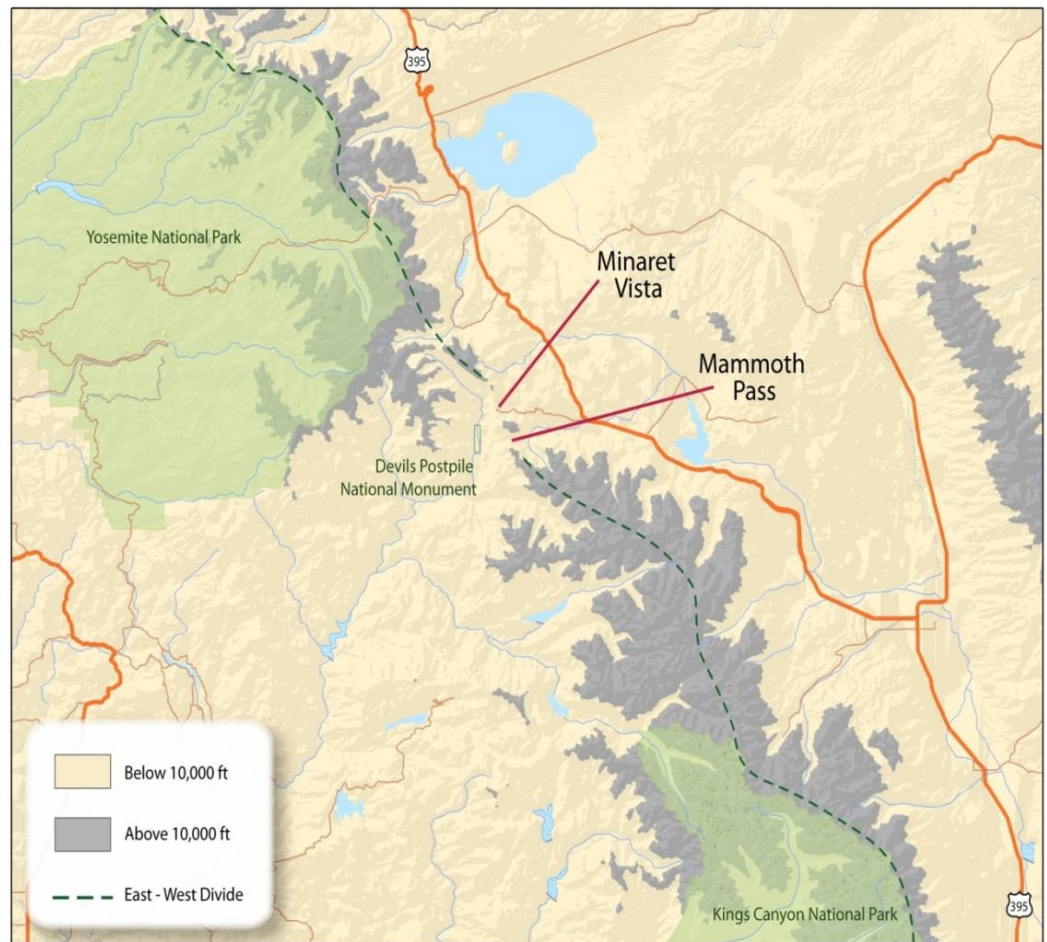 395
Yosemite National Park
Minaret
Vista
Mammoth
Pass
Devils Postpile
National Monument
Below 10,000 ft
Above 10,000 ft
East - West Divide
Kings Canyon National Park
395